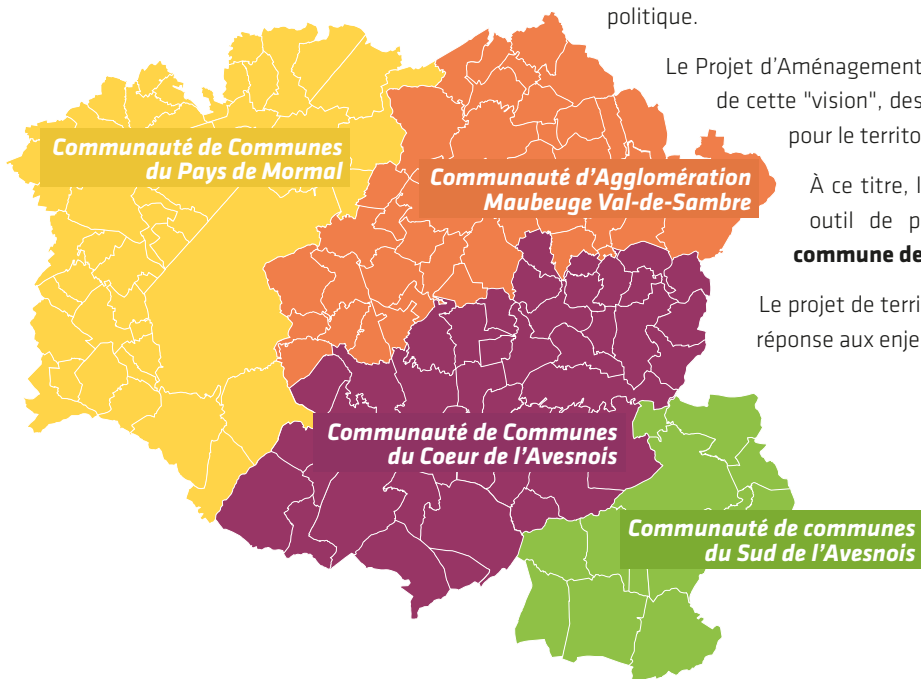 politique.
Le Projet d'Aménagement
de cette "vision", des
pour le territo
À ce titre, l
outil de p
commune de
Le projet de terri
réponse aux enje
Communauté de Communes
du Pays de Mormal
Communauté d'Agglomération
Maubeuge Val-de-Sambre
Communauté de Communes
du Coeur de l'Avesnois
Communauté de communes
du Sud de l'Avesnois